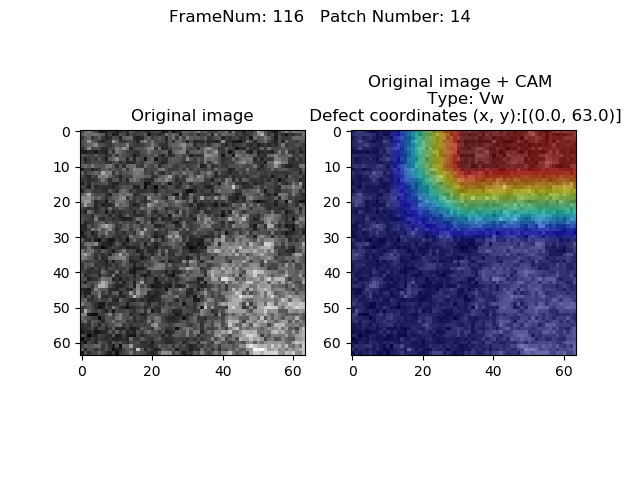 FrameNum: 116   Patch Number: 14
Original image
0
10
20
30
40
50
60
0 20 40 60
Original image + CAM
Type: Vw
Defect coordinates (x, y):[(0.0, 63.0)]
0
10
20
30
40
50
60
0 20 40 60